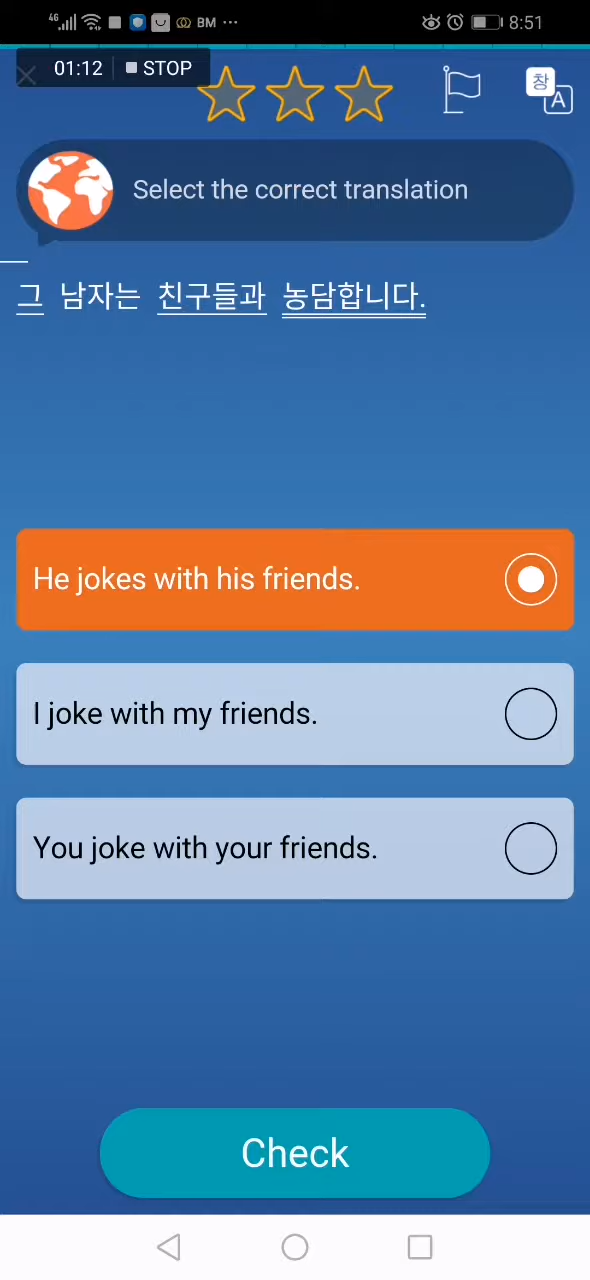 4G BM ... 8:51
01:12 STOP
창 A
Select the correct translation
그 남자는 친구들과 농담합니다.
He jokes with his friends.
I joke with my friends.
You joke with your friends.
Check